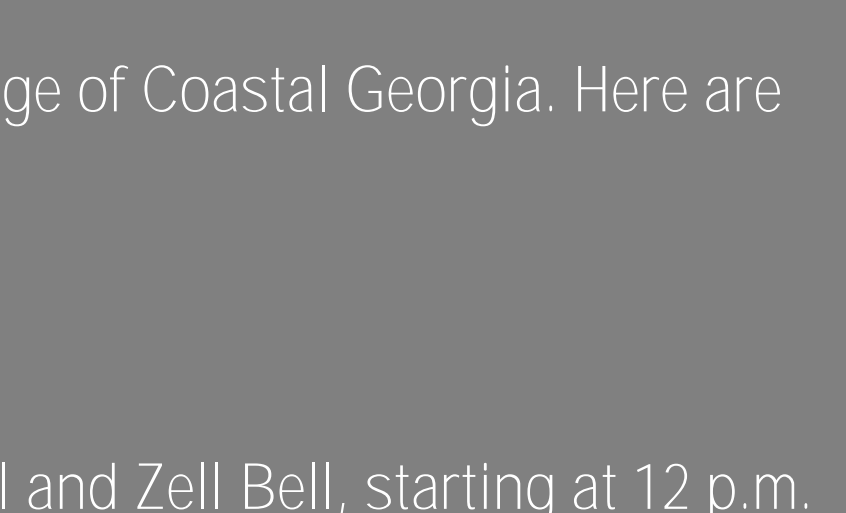 ge of Coastal Georgia. Here are
l and Zell Bell, starting at 12 p.m.